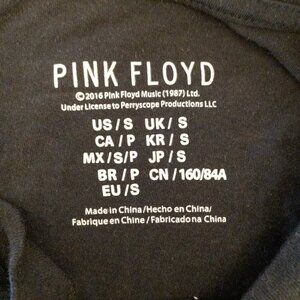 PINK FLOYD
©2016 Pink Floyd Music (1987) Ltd.
Under License to Perryscope Productions LLC
US/S UK/S
CA/P KR/S
MX/S/P JP/S
BR/P CN/160/84A
EU/S
Made in China/Hecho en China/
Fabrique en Chine/Fabricado na China